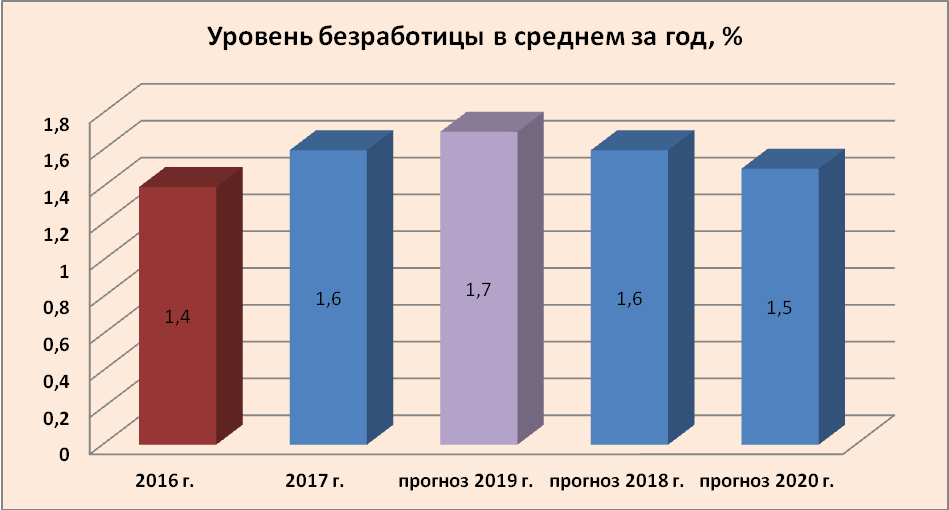 Уровень безработицы в среднем за год, %
1,8
1,6
1,4
1,2
1
0,8
0,6
0,4
0,2
0
1,4
1,6
1,7
1,6
1,5
2016 г.
2017 г.
прогноз 2019 г.
прогноз 2018 г.
прогноз 2020 г.